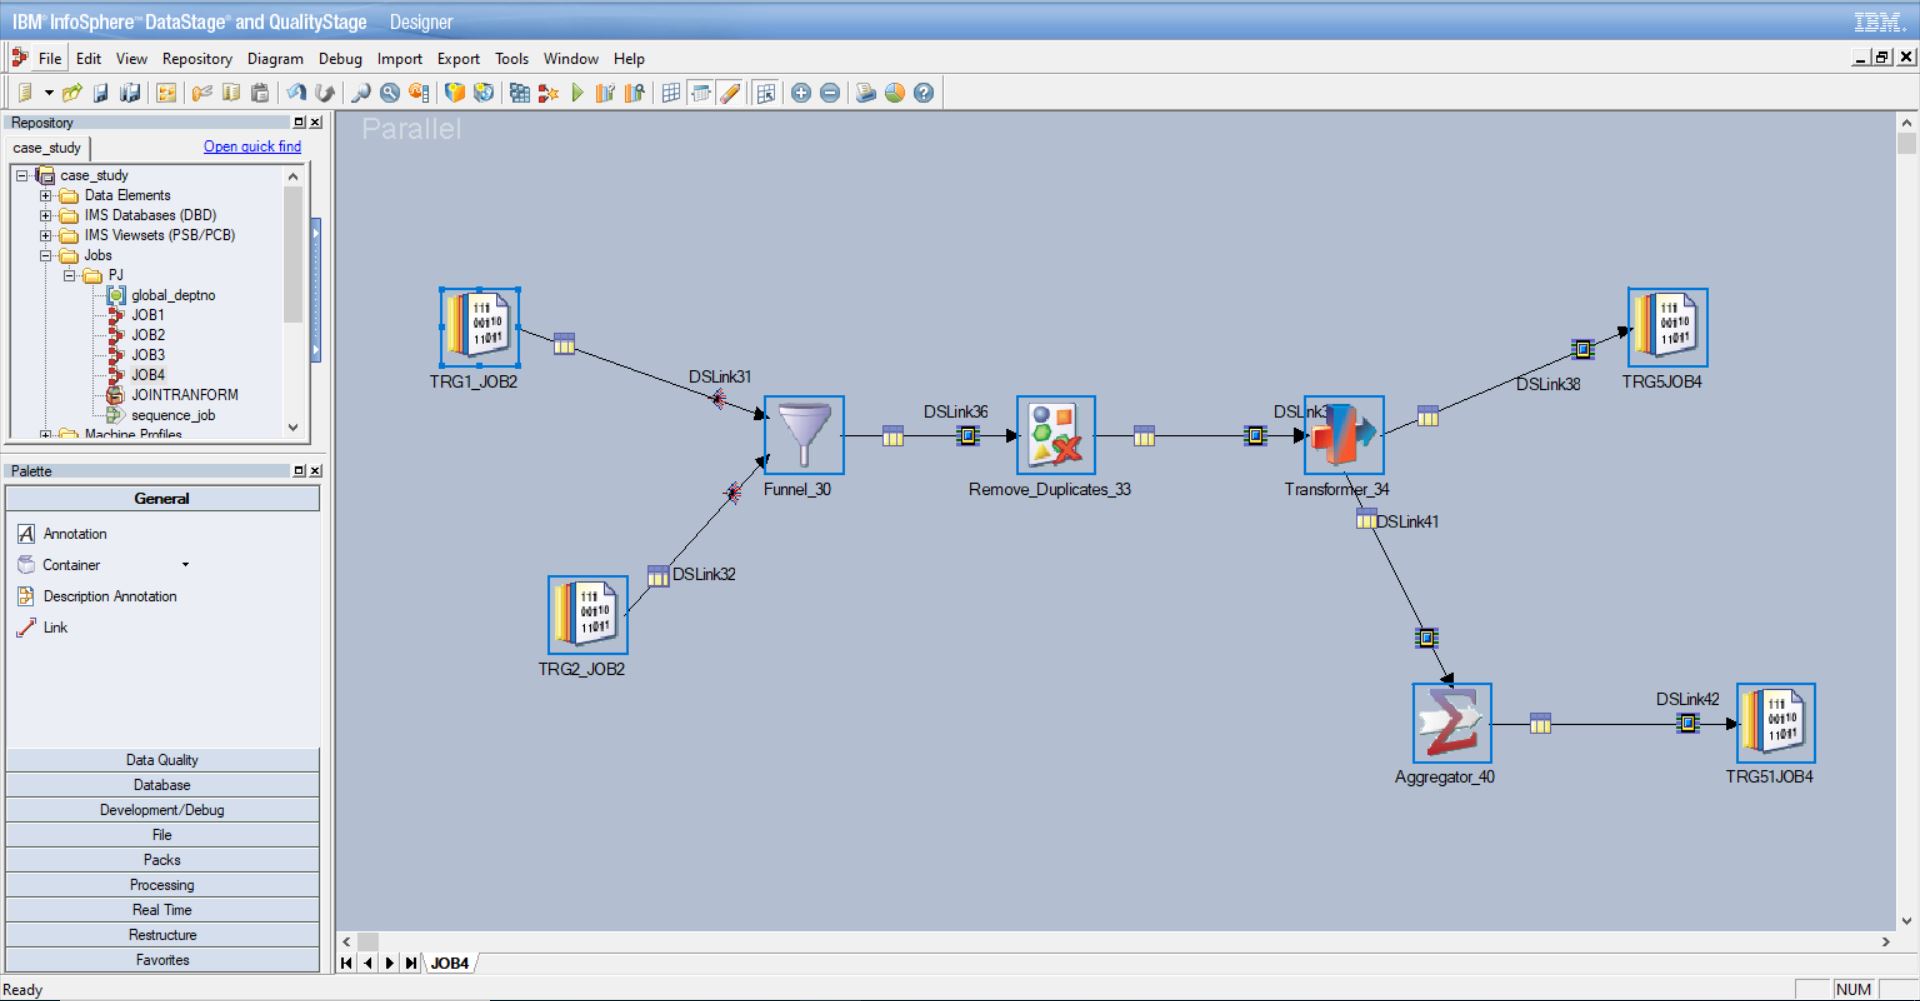 IBM® InfoSphere™ DataStage® and QualityStage Designer
IBM.
File Edit View Repository Diagram Debug Import Export Tools Window Help
Repository
case_study Open quick find
case_study
Data Elements
IMS Databases (DBD)
IMS Viewsets (PSB/PCB)
Jobs
PJ
global_deptno
JOB1
JOB2
JOB3
JOB4
JOINTRANFORM
sequence_job
Machine Profiles
Palette
General
Annotation
Container
Description Annotation
Link
Data Quality
Database
Development/Debug
File
Packs
Processing
Real Time
Restructure
Favorites
Parallel
TRG1_JOB2
DSLink31
TRG2_JOB2
DSLink32
Funnel_30
DSLink36
Remove_Duplicates_33
Transformer_34
DSLink38
TRG5JOB4
DSLink41
Aggregator_40
DSLink42
TRG51JOB4
JOB4
Ready NUM